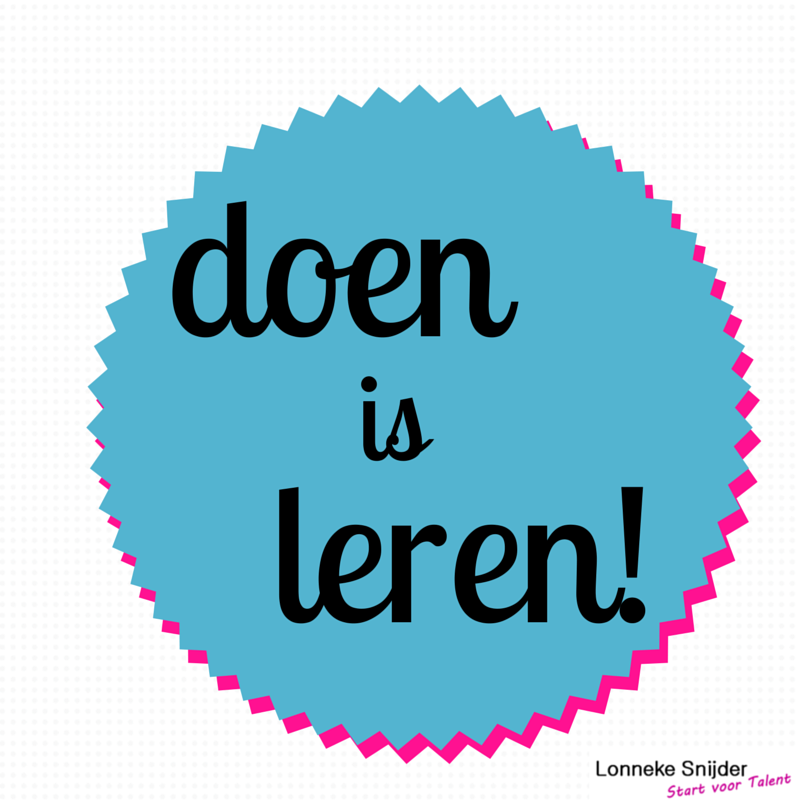 doen
is
leren!
Lonneke Snijder
Start voor Talent